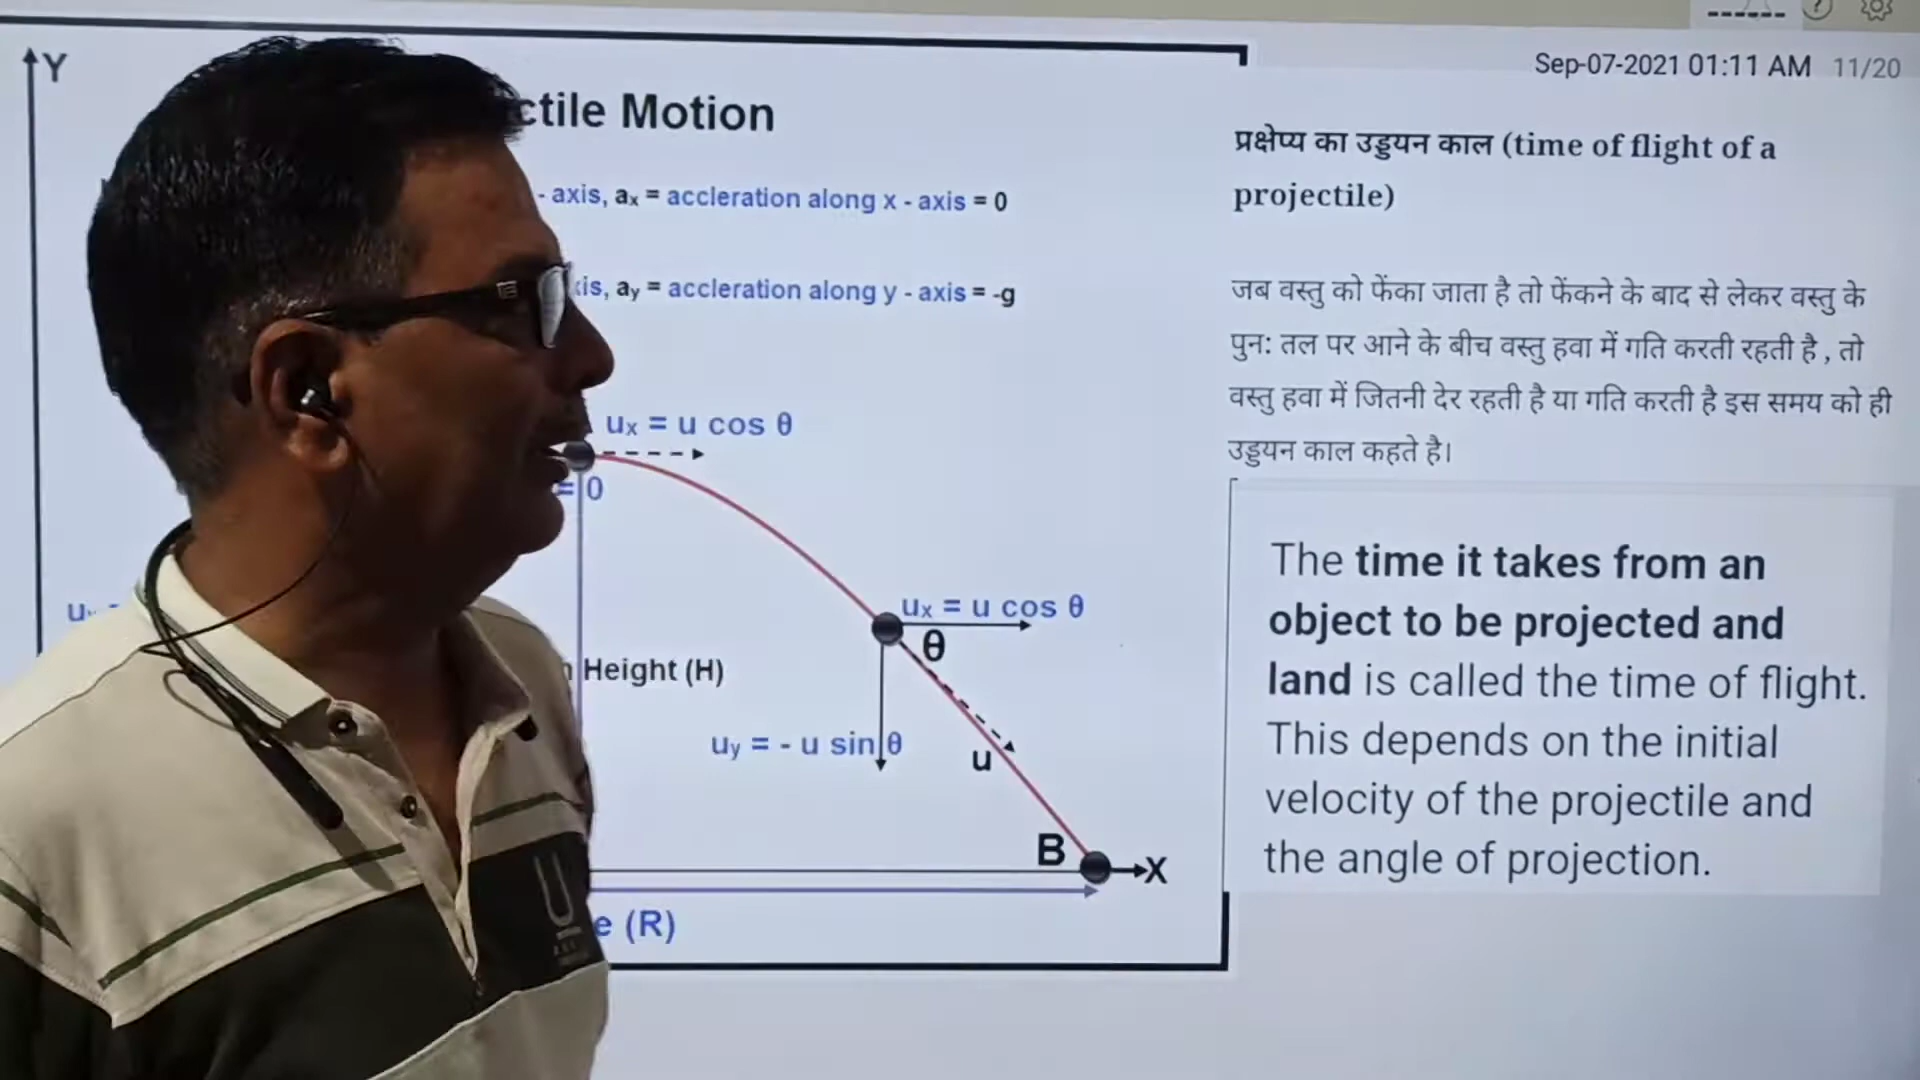 Sep-07-2021 01:11 AM 11/20
Y
ctile Motion
- axis, ax = accleration along x - axis = 0
is, ay = accleration along y - axis = -g
ux = u cos θ
= 0
ux = u cos θ
θ
Height (H)
uy = - u sin θ
u
B
X
e (R)
प्रक्षेप्य का उड्डयन काल (time of flight of a
projectile)
जब वस्तु को फेंका जाता है तो फेंकने के बाद से लेकर वस्तु के
पुन: तल पर आने के बीच वस्तु हवा में गति करती रहती है , तो
वस्तु हवा में जितनी देर रहती है या गति करती है इस समय को ही
उड्डयन काल कहते है।
The time it takes from an
object to be projected and
land is called the time of flight.
This depends on the initial
velocity of the projectile and
the angle of projection.
U